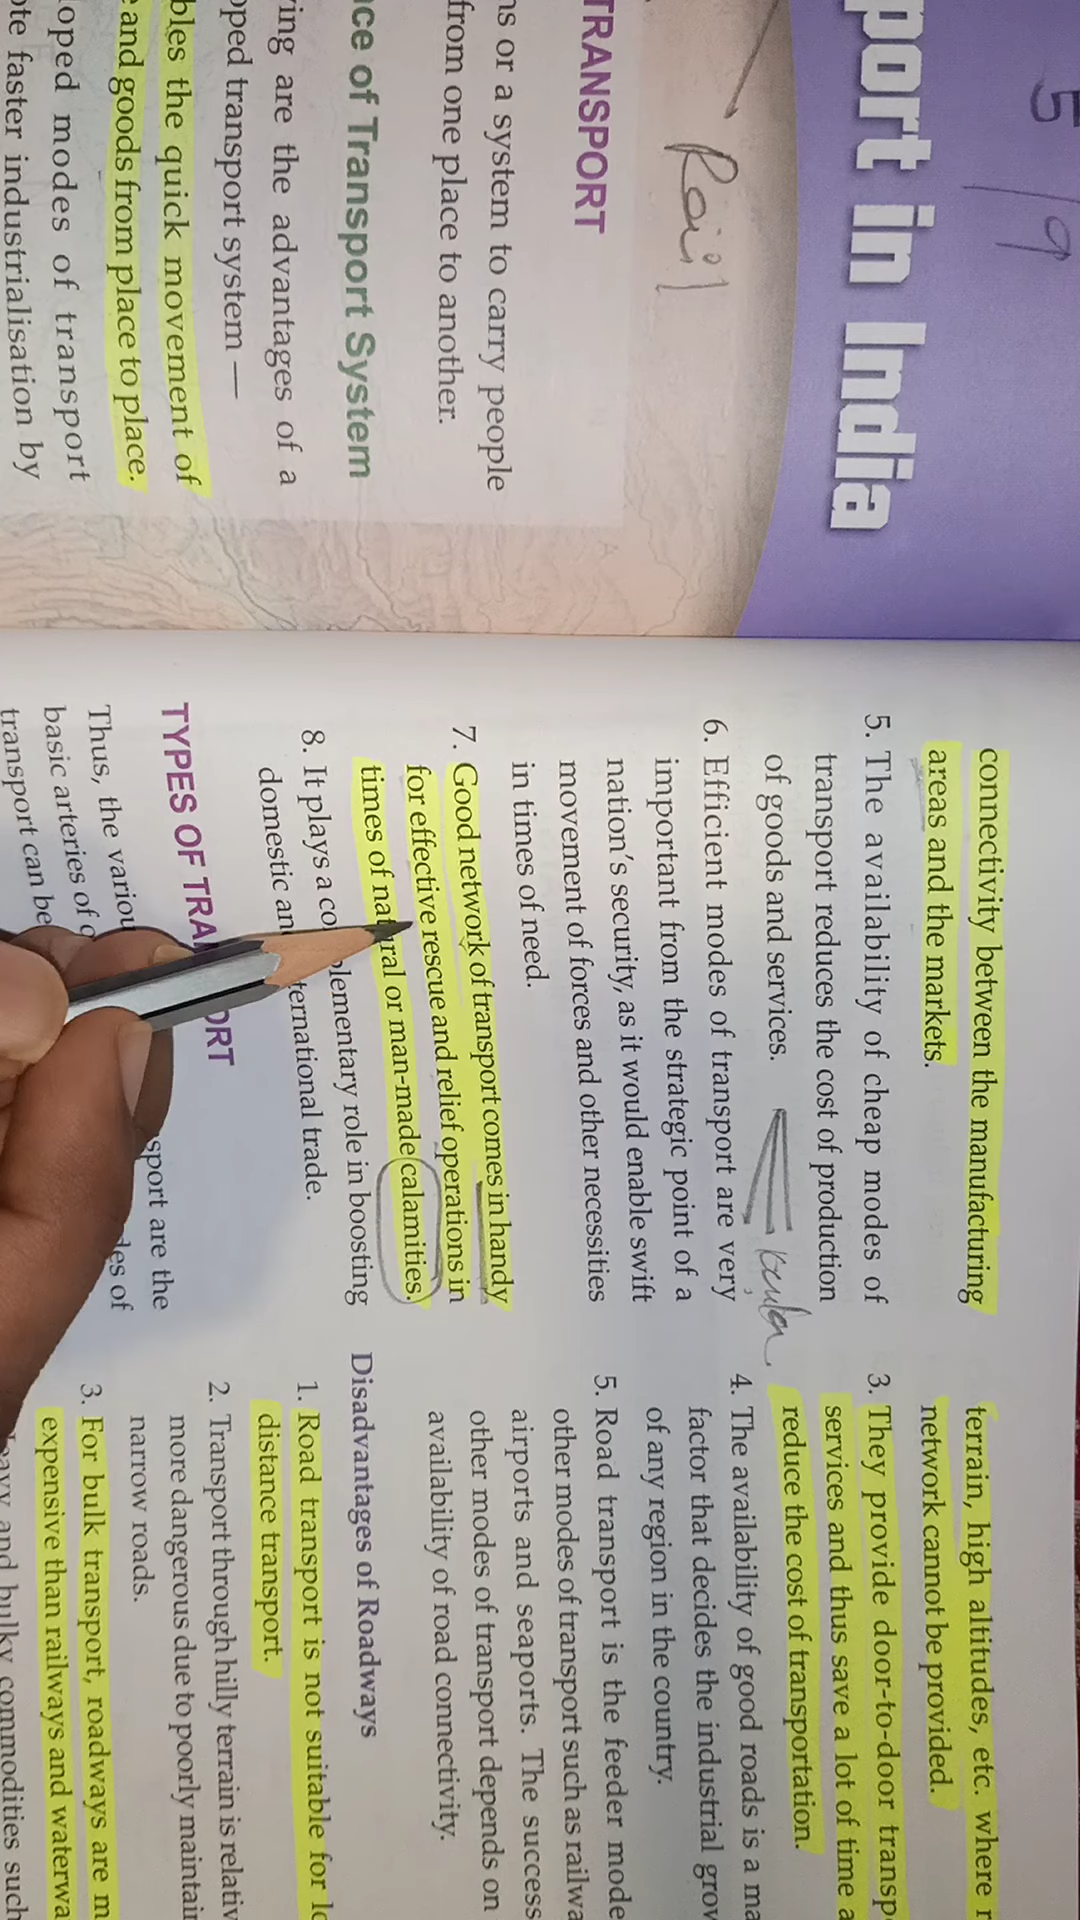 5/9
port in India
Rail
TRANSPORT
or a system to carry people
from one place to another.
of Transport System
are the advantages of a
transport system —
the quick movement of
and goods from place to place.
modes of transport
faster industrialisation by
connectivity between the manufacturing
areas and the markets.
5. The availability of cheap modes of
transport reduces the cost of production
of goods and services.
6. Efficient modes of transport are very
important from the strategic point of a
nation's security, as it would enable swift
movement of forces and other necessities
in times of need.
7. Good network of transport comes in handy
for effective rescue and relief operations in
times of natural or man-made calamities.
8. It plays a co plementary role in boosting
domestic an ternational trade.
TYPES OF TRA ORT
Thus, the variou sport are the
basic arteries of des of
transport can be
terrain, high altitudes, etc. where
network cannot be provided.
3. They provide door-to-door transp
services and thus save a lot of time a
reduce the cost of transportation.
4. The availability of good roads is a ma
factor that decides the industrial grow
of any region in the country.
5. Road transport is the feeder mode
other modes of transport such as railwa
airports and seaports. The success
other modes of transport depends on
availability of road connectivity.
Disadvantages of Roadways
1. Road transport is not suitable for lo
distance transport.
2. Transport through hilly terrain is relativ
more dangerous due to poorly maintai
narrow roads.
3. For bulk transport, roadways are m
expensive than railways and waterwa
and bulky commodities such